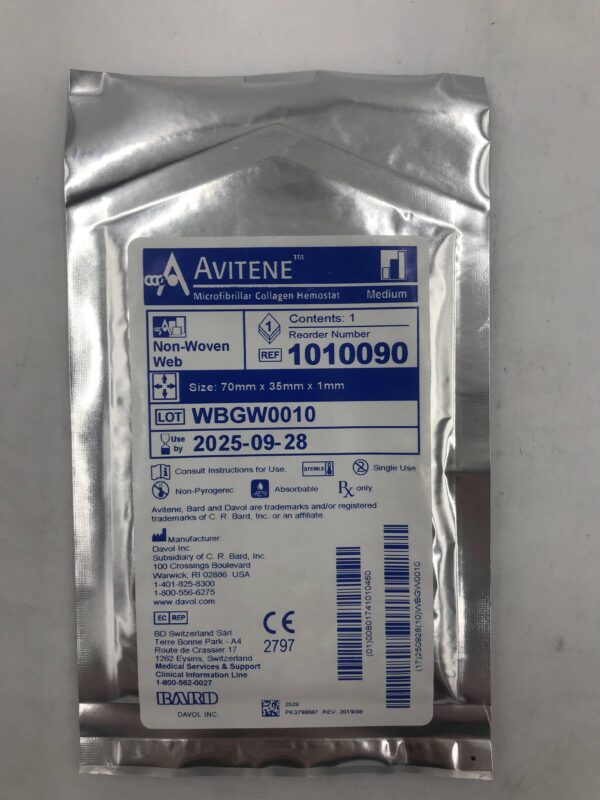 AVITENE™
Microfibrillar Collagen Hemostat Medium
Non-Woven
Web
1
Contents: 1
Reorder Number
REF 1010090
Size: 70mm x 35mm x 1mm
LOT WBGW0010
Use
by 2025-09-28
Consult Instructions for Use. STERILE Single Use
Non-Pyrogenic Absorbable Rx only
Avitene, Bard and Davol are trademarks and/or registered
trademarks of C. R. Bard, Inc. or an affiliate.
Manufacturer:
Davol Inc.
Subsidiary of C. R. Bard, Inc.
100 Crossings Boulevard
Warwick, RI 02886 USA
1-401-825-8300
1-800-556-6275
www.davol.com
EC REP
BD Switzerland Sàrl
Terre Bonne Park - A4
Route de Crassier 17
1262 Eysins, Switzerland
Medical Services & Support
Clinical Information Line
1-800-562-0027
CE
2797
BARD
DAVOL INC.
2526
PK3798087 REV. 2019/08
(01)00801741010460
(17)250928(10)WBGW0010